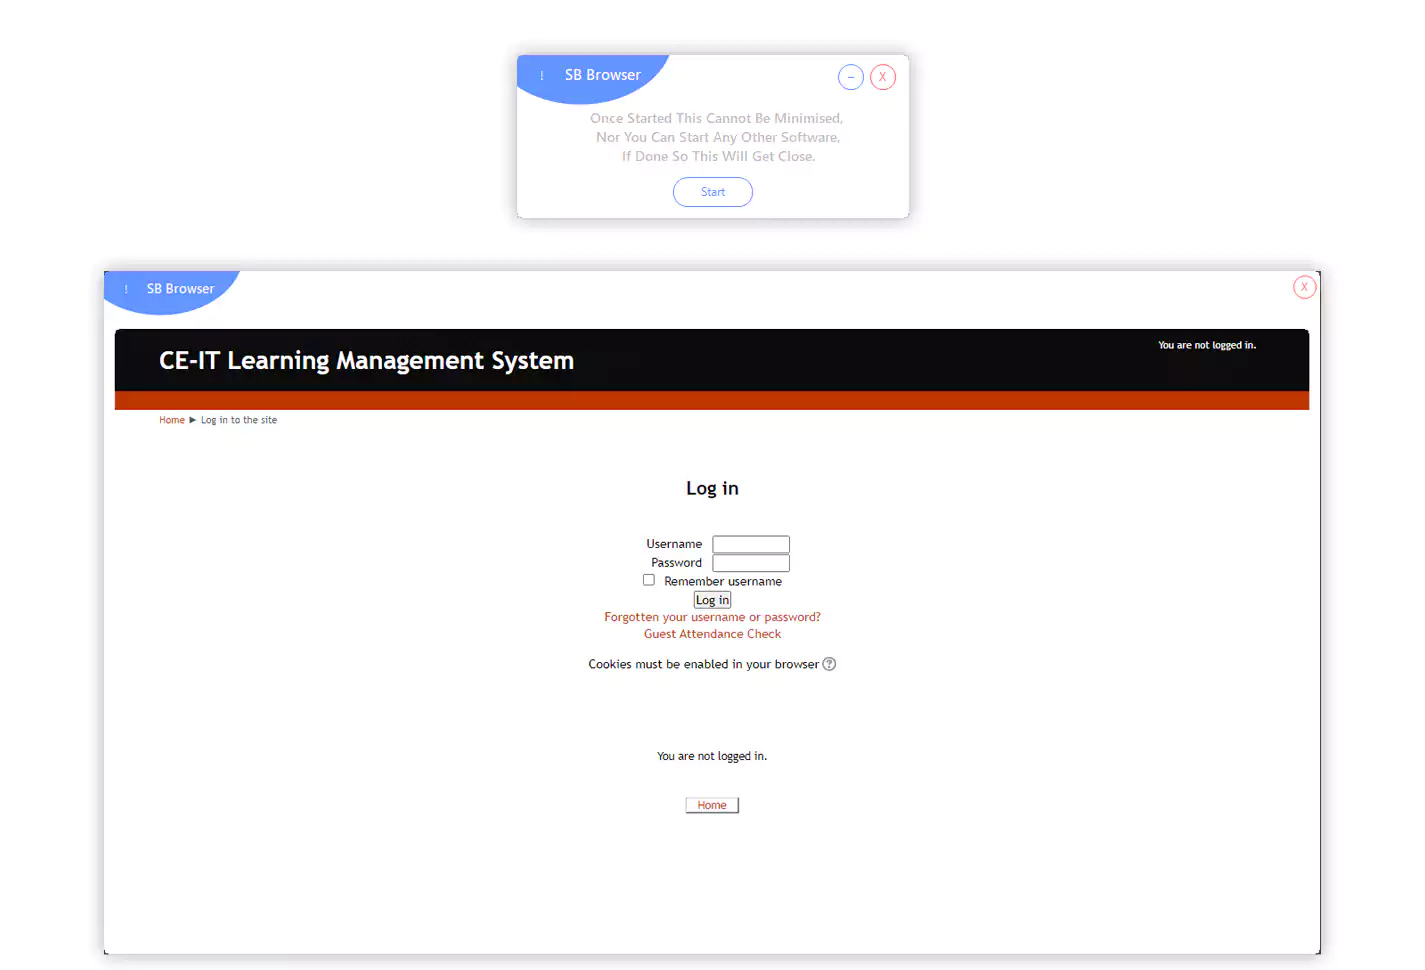 ! SB Browser
– X
Once Started This Cannot Be Minimised,
Nor You Can Start Any Other Software,
If Done So This Will Get Close.
Start
! SB Browser
X
CE-IT Learning Management System
You are not logged in.
Home ► Log in to the site
Log in
Username
Password
Remember username
Log in
Forgotten your username or password?
Guest Attendance Check
Cookies must be enabled in your browser ?
You are not logged in.
Home